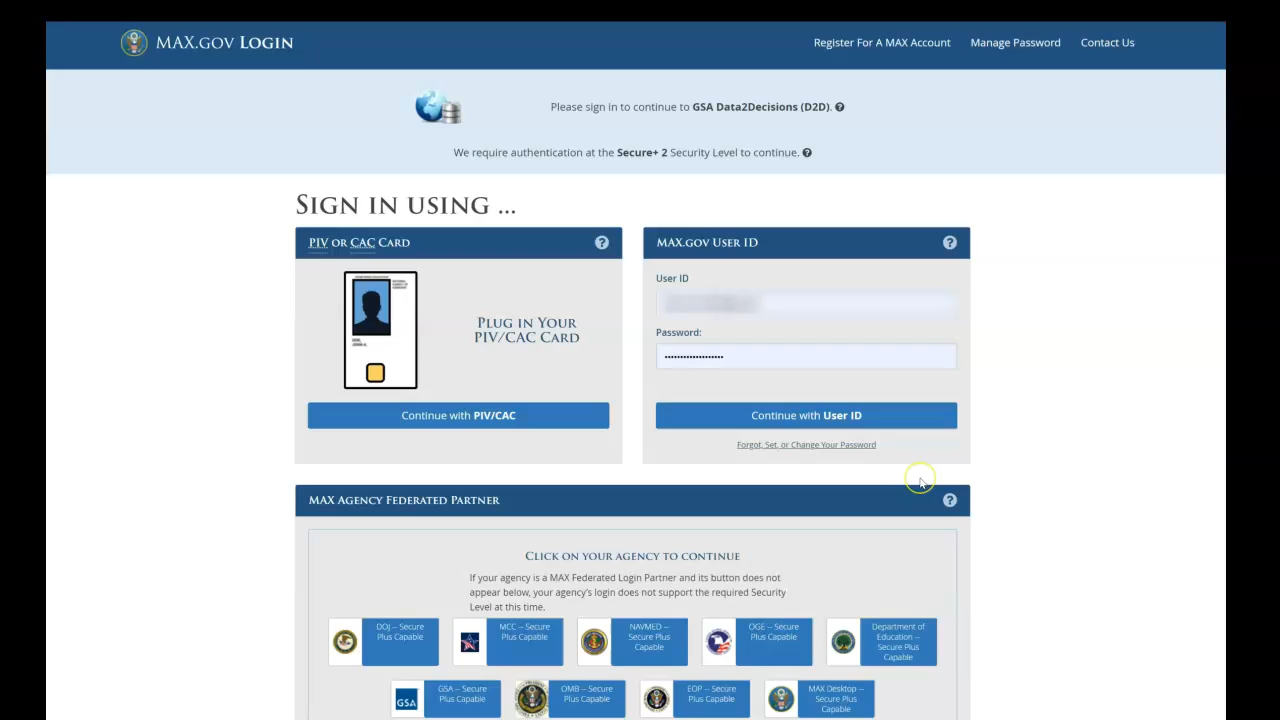 MAX.gov Login
Register For A MAX Account
Manage Password
Contact Us
Please sign in to continue to GSA Data2Decisions (D2D).
We require authentication at the Secure+ 2 Security Level to continue.
Sign in using ...
PIV or CAC Card
Plug in Your
PIV/CAC Card
Continue with PIV/CAC
MAX.gov User ID
User ID
Password:
Continue with User ID
Forgot, Set, or Change Your Password
MAX Agency Federated Partner
Click on your agency to continue
If your agency is a MAX Federated Login Partner and its button does not
appear below, your agency's login does not support the required Security
Level at this time.
DOJ -- Secure
Plus Capable
MCC -- Secure
Plus Capable
NAVMED --
Secure Plus
Capable
OGE -- Secure
Plus Capable
Department of
Education --
Secure Plus
Capable
GSA
GSA -- Secure
Plus Capable
OMB -- Secure
Plus Capable
EOP -- Secure
Plus Capable
MAX Desktop --
Secure Plus
Capable